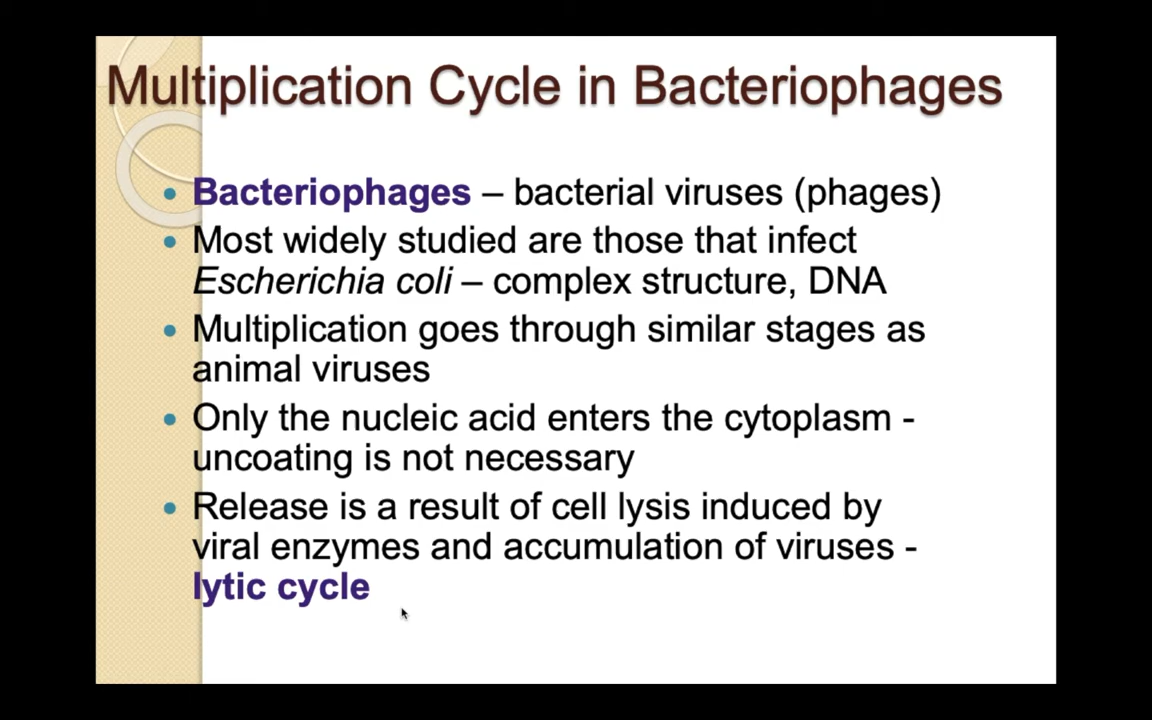 Multiplication Cycle in Bacteriophages
• Bacteriophages – bacterial viruses (phages)
• Most widely studied are those that infect
Escherichia coli – complex structure, DNA
• Multiplication goes through similar stages as
animal viruses
• Only the nucleic acid enters the cytoplasm -
uncoating is not necessary
• Release is a result of cell lysis induced by
viral enzymes and accumulation of viruses -
lytic cycle